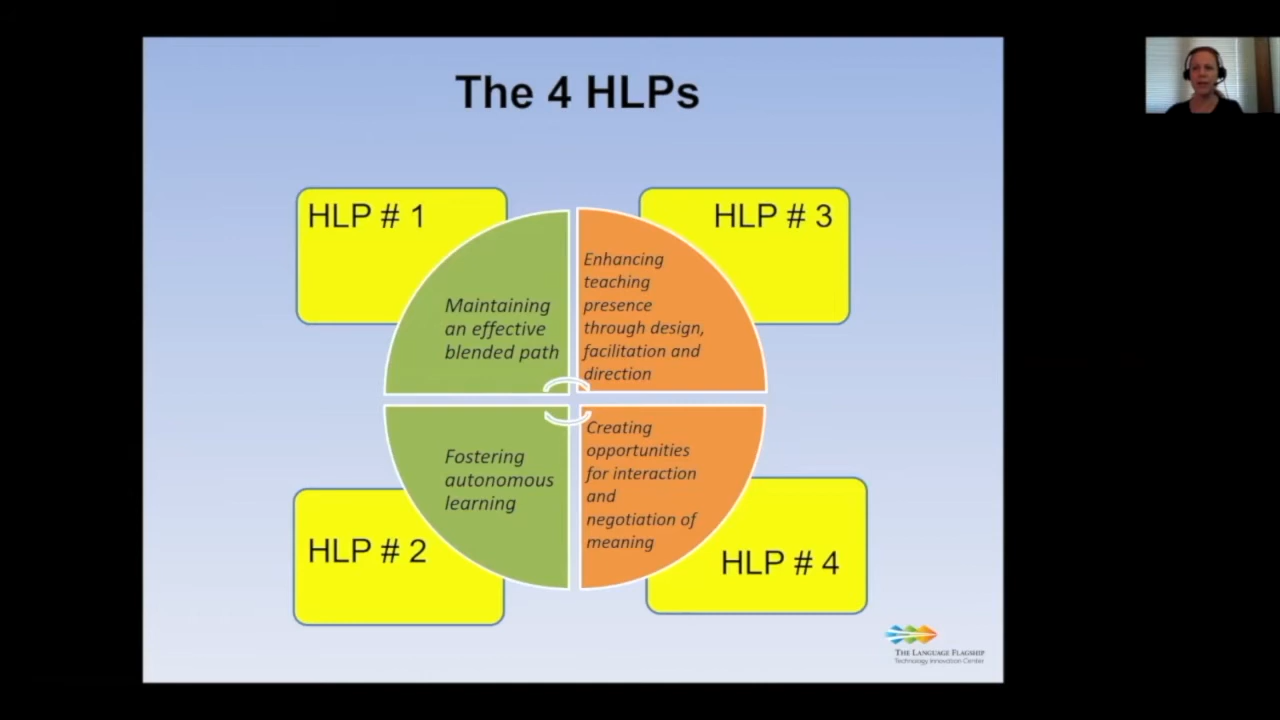 The 4 HLPs
HLP # 1
Maintaining
an effective
blended path
HLP # 3
Enhancing
teaching
presence
through design,
facilitation and
direction
HLP # 2
Fostering
autonomous
learning
HLP # 4
Creating
opportunities
for interaction
and
negotiation of
meaning
THE LANGUAGE FLAGSHIP
Technology Innovation Center